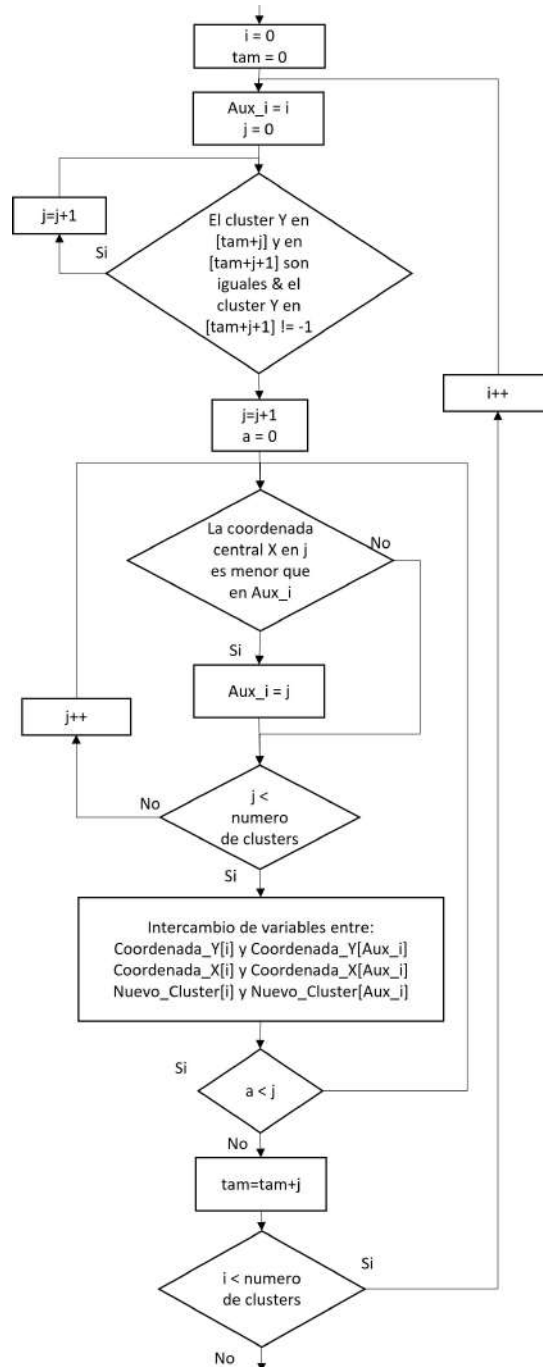 i = 0
tam = 0
Aux_i = i
j = 0
j=j+1
Si
El cluster Y en
[tam+j] y en
[tam+j+1] son
iguales & el
cluster Y en
[tam+j+1] != -1
i++
j=j+1
a = 0
La coordenada
central X en j
es menor que
en Aux_i
No
Si
Aux_i = j
j++
No
j <
numero
de clusters
Si
Intercambio de variables entre:
Coordenada_Y[i] y Coordenada_Y[Aux_i]
Coordenada_X[i] y Coordenada_X[Aux_i]
Nuevo_Cluster[i] y Nuevo_Cluster[Aux_i]
Si
a < j
No
tam=tam+j
i < numero
de clusters
Si
No